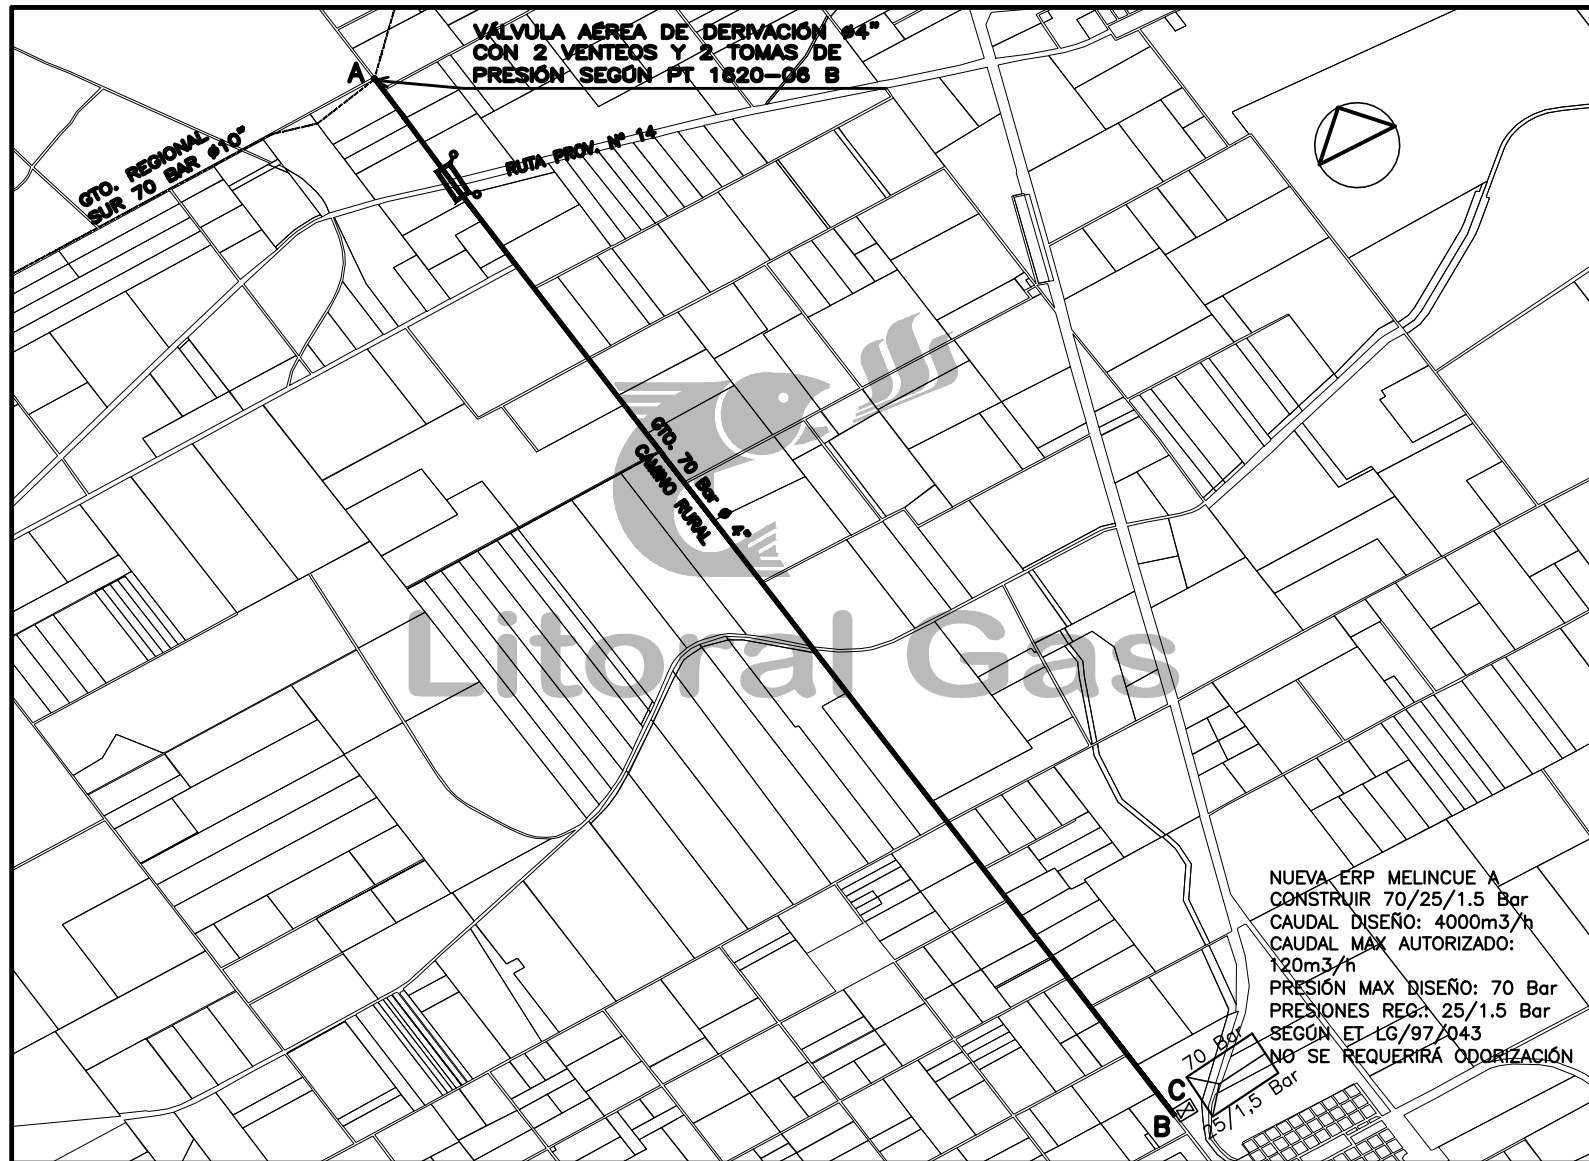 VÁLVULA AÉREA DE DERIVACIÓN ø4"
CON 2 VENTEOS Y 2 TOMAS DE
PRESIÓN SEGÚN PT 1620-06 B
A
GTO. REGIONAL
SUR 70 BAR ø10"
RUTA PROV. Nº 14
GTO. 70 Bar ø 4"
CAMINO RURAL
Litoral Gas
NUEVA ERP MELINCUE A
CONSTRUIR 70/25/1.5 Bar
CAUDAL DISEÑO: 4000m3/h
CAUDAL MAX AUTORIZADO:
120m3/h
PRESIÓN MAX DISEÑO: 70 Bar
PRESIONES REG.: 25/1.5 Bar
SEGÚN ET LG/97/043
NO SE REQUERIRÁ ODORIZACIÓN
70 Bar
C
25/1,5 Bar
B